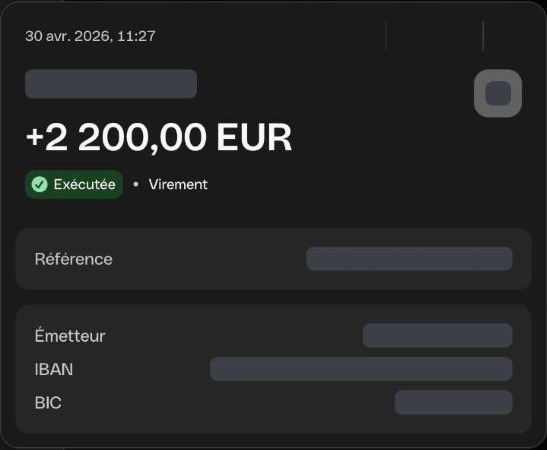 30 avr. 2026, 11:27
+2 200,00 EUR
Exécutée • Virement
Référence
Émetteur
IBAN
BIC